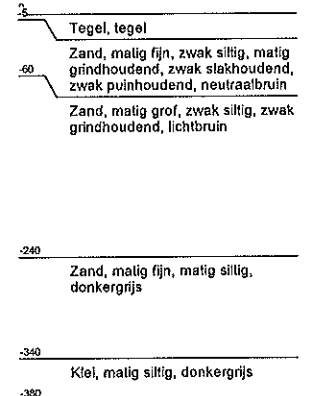 0
-5
Tegel, tegel
Zand, matig fijn, zwak siltig, matig
-60
grindhoudend, zwak slakhoudend,
zwak puinhoudend, neutraalbruin
Zand, matig grof, zwak siltig, zwak
grindhoudend, lichtbruin
-240
Zand, matig fijn, matig siltig,
donkergrijs
-340
Klei, matig siltig, donkergrijs
-380